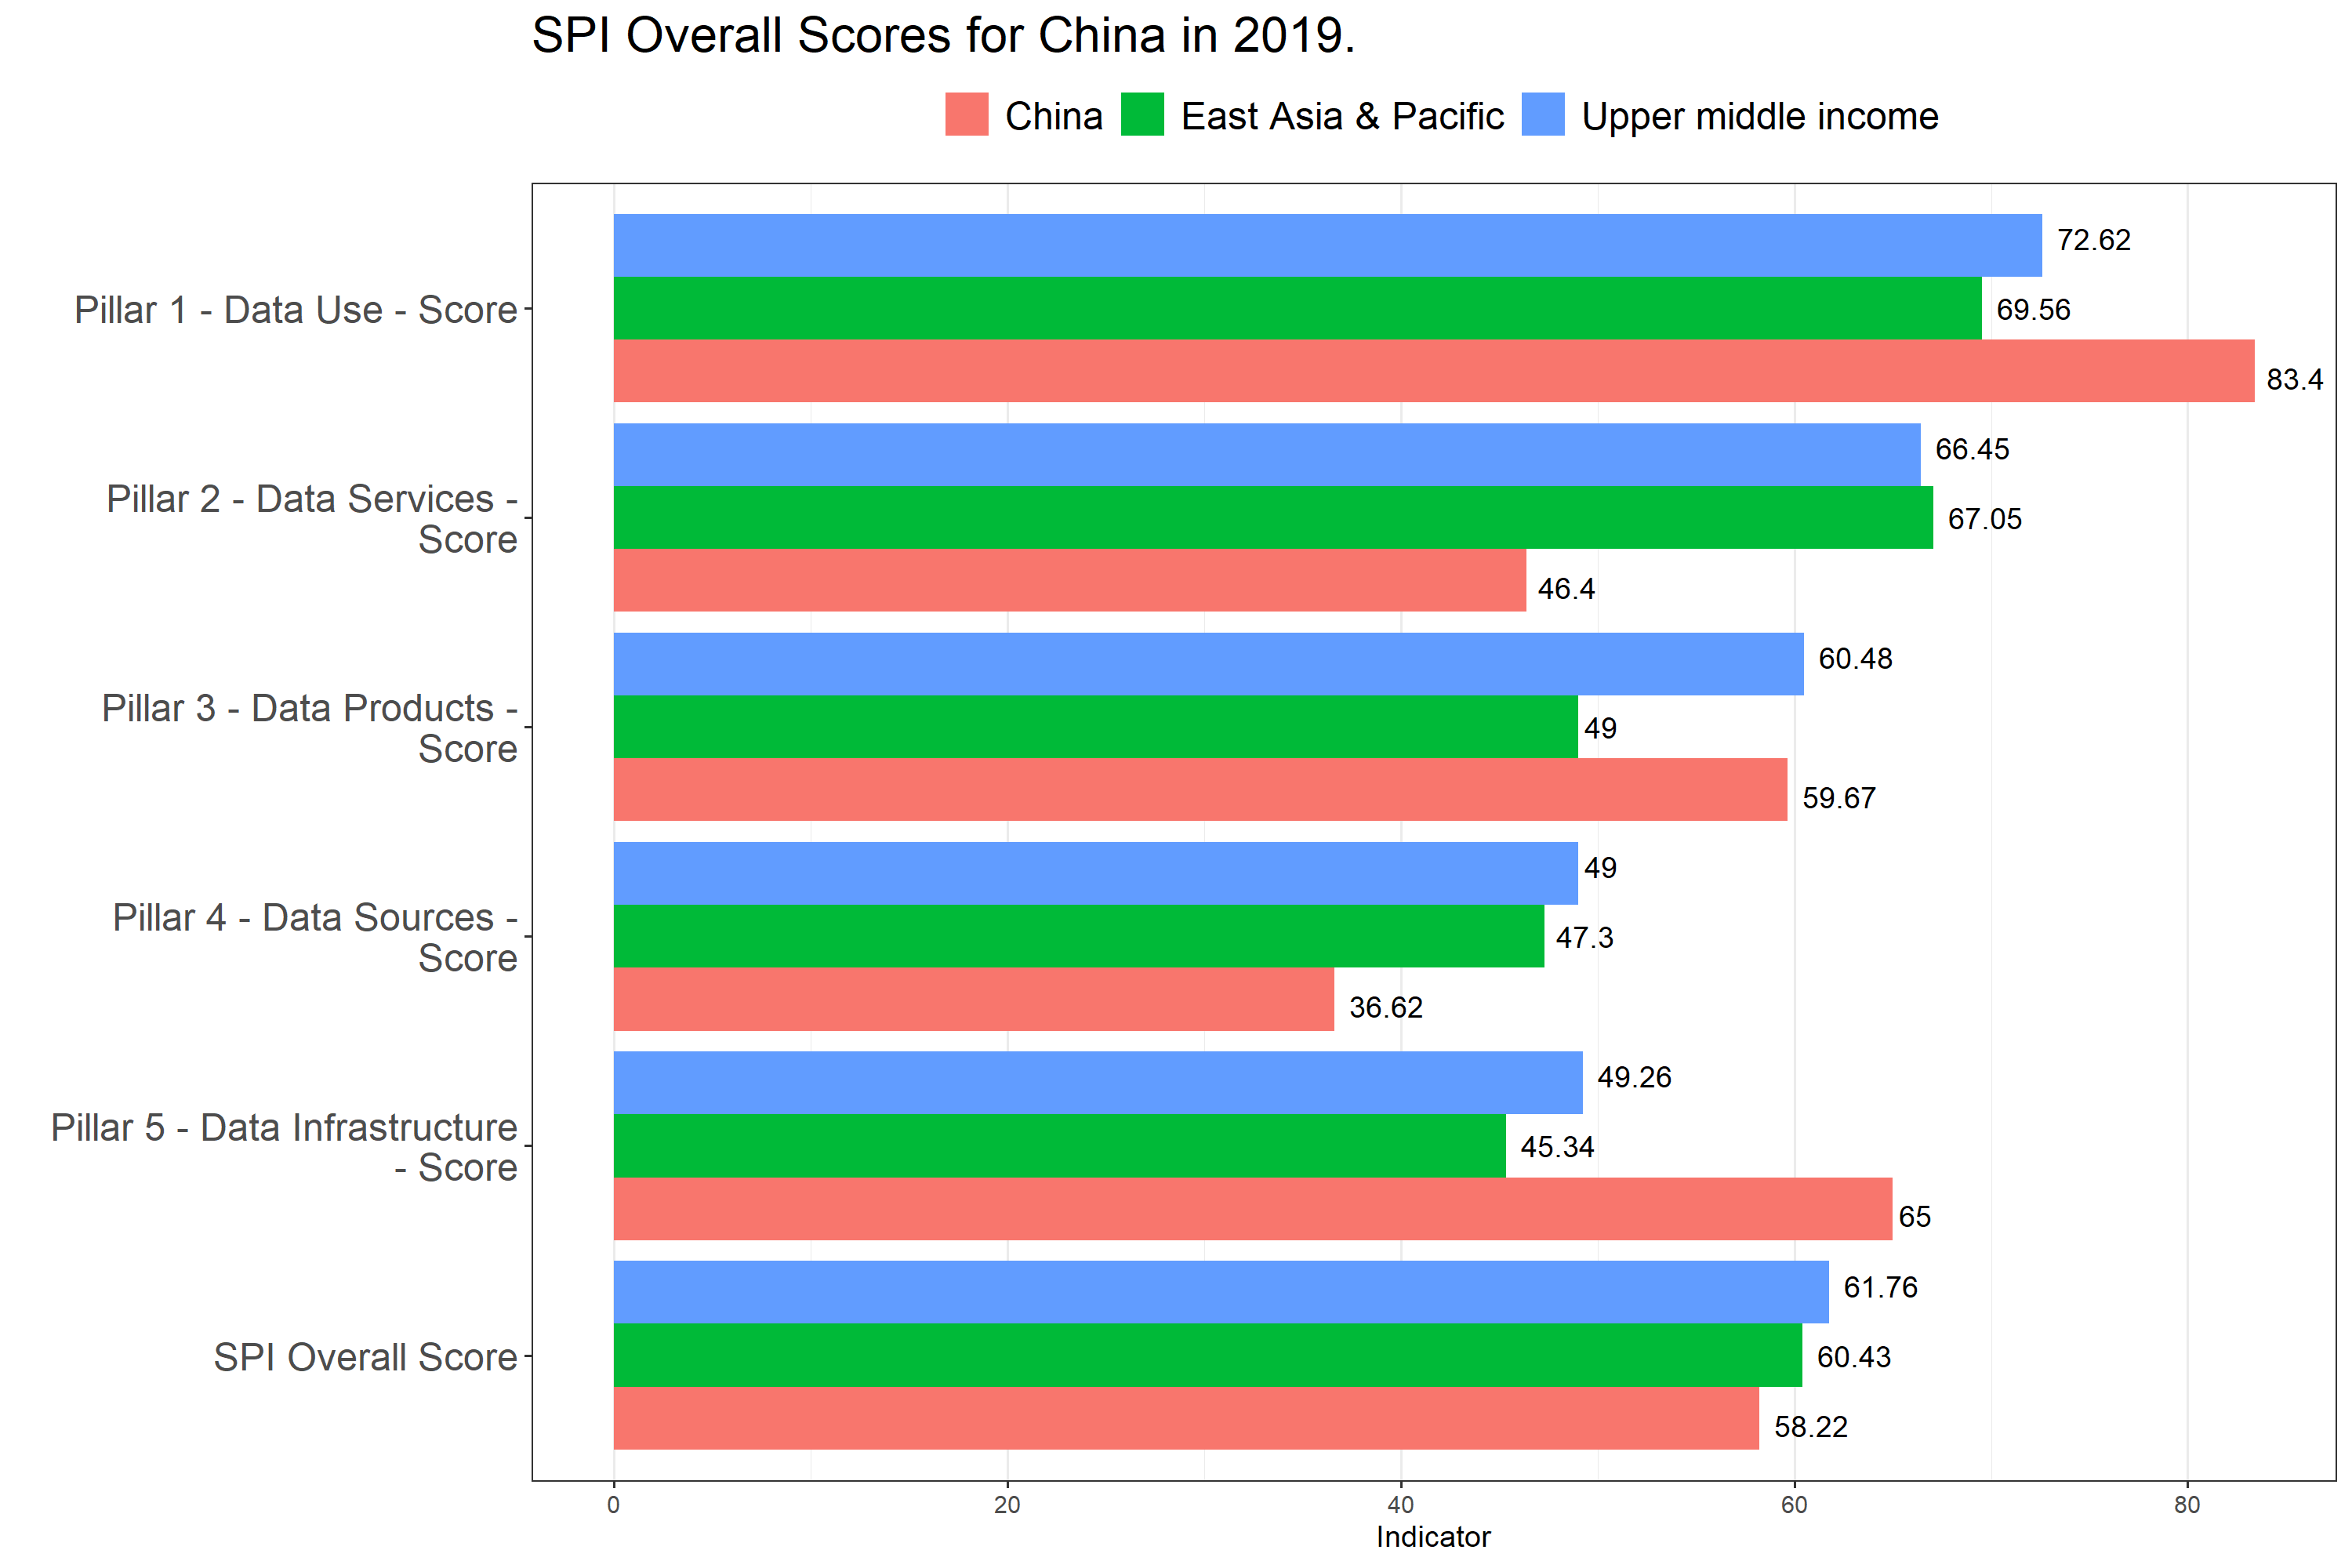 SPI Overall Scores for China in 2019.
China East Asia & Pacific Upper middle income
Pillar 1 - Data Use - Score
72.62
69.56
83.4
Pillar 2 - Data Services -
Score
66.45
67.05
46.4
Pillar 3 - Data Products -
Score
60.48
49
59.67
Pillar 4 - Data Sources -
Score
49
47.3
36.62
Pillar 5 - Data Infrastructure
- Score
49.26
45.34
65
SPI Overall Score
61.76
60.43
58.22
0 20 40 60 80
Indicator